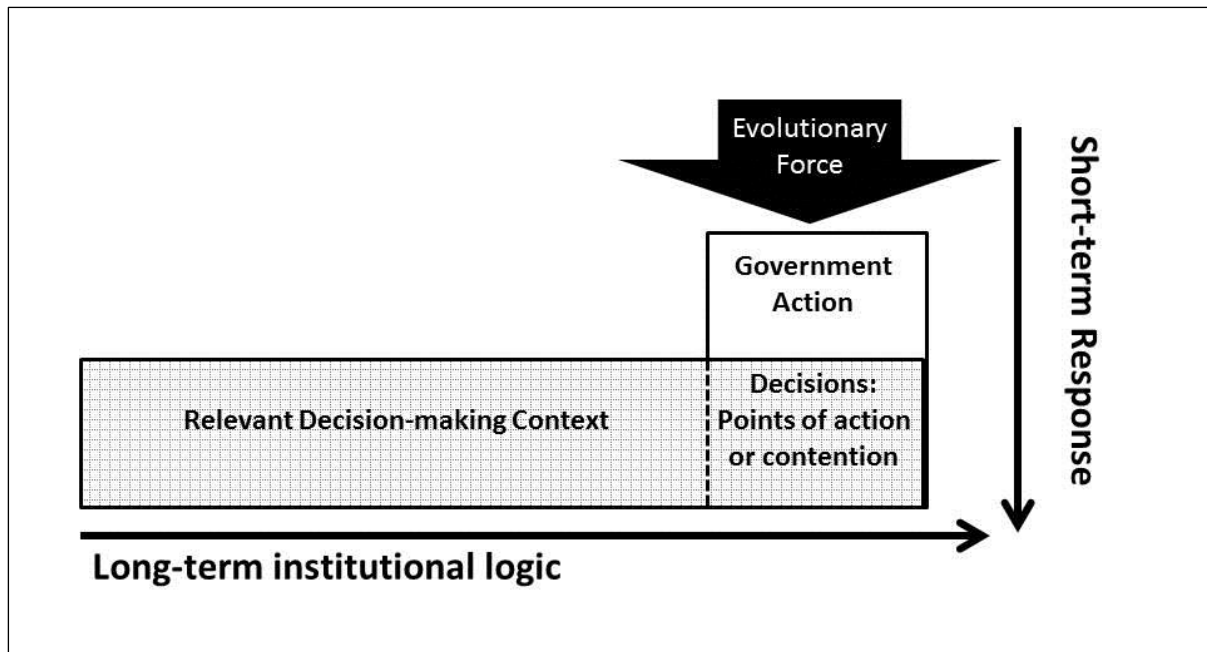 Evolutionary
Force
Short-term Response
Government
Action
Relevant Decision-making Context
Decisions:
Points of action
or contention
Long-term institutional logic